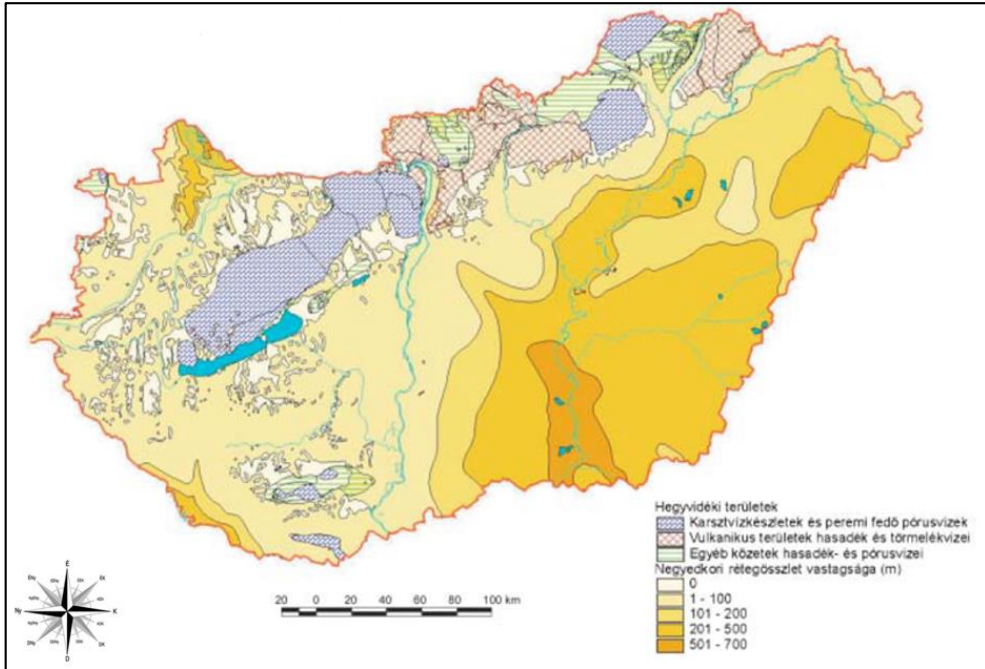 Hegyvidéki területek
Karsztvízkészletek és peremi fedő pórusvizek
Vulkanikus területek hasadék és törmelékvizei
Egyéb kőzetek hasadék- és pórusvizei
Negyedkori rétegösszlet vastagsága (m)
0
1 - 100
101 - 200
201 - 500
501 - 700
20 0 20 40 60 80 100 km
É
Ny K
D